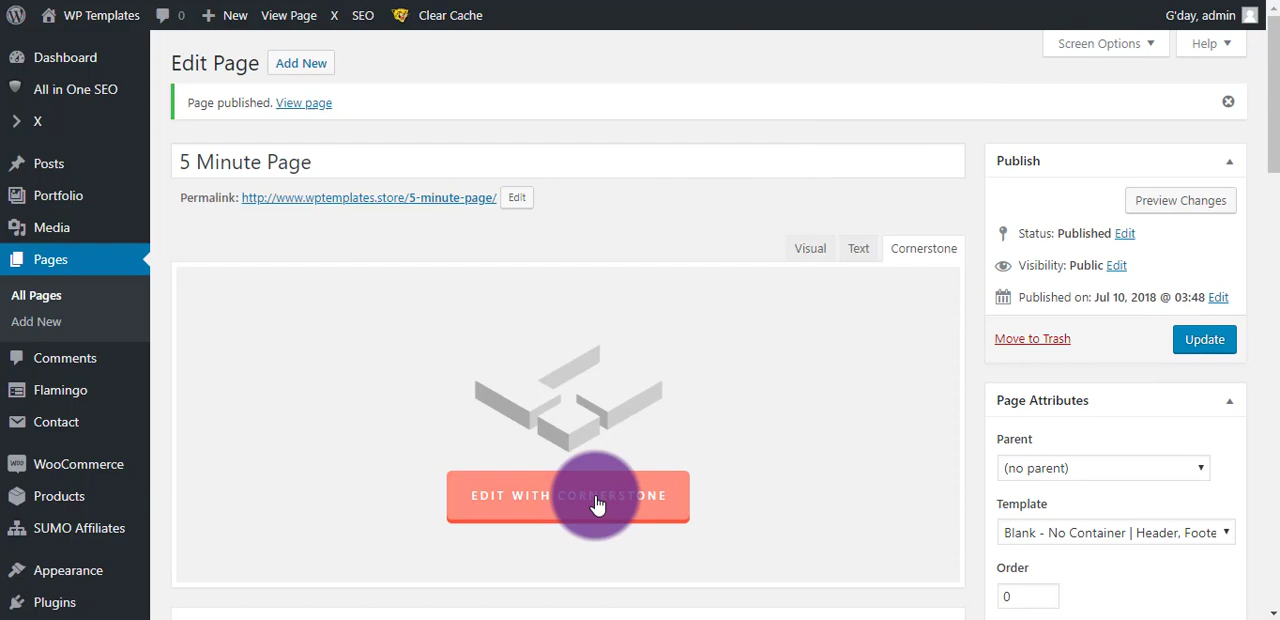 WP Templates 0 New View Page X SEO Clear Cache G'day, admin
Screen Options Help
Dashboard
All in One SEO
X
Posts
Portfolio
Media
Pages
All Pages
Add New
Comments
Flamingo
Contact
WOO WooCommerce
Products
SUMO Affiliates
Appearance
Plugins
Edit Page Add New
Page published. View page
5 Minute Page
Permalink: http://www.wptemplates.store/5-minute-page/ Edit
Visual Text Cornerstone
EDIT WITH CORNERSTONE
Publish
Preview Changes
Status: Published Edit
Visibility: Public Edit
Published on: Jul 10, 2018 @ 03:48 Edit
Move to Trash Update
Page Attributes
Parent
(no parent)
Template
Blank - No Container | Header, Foote
Order
0